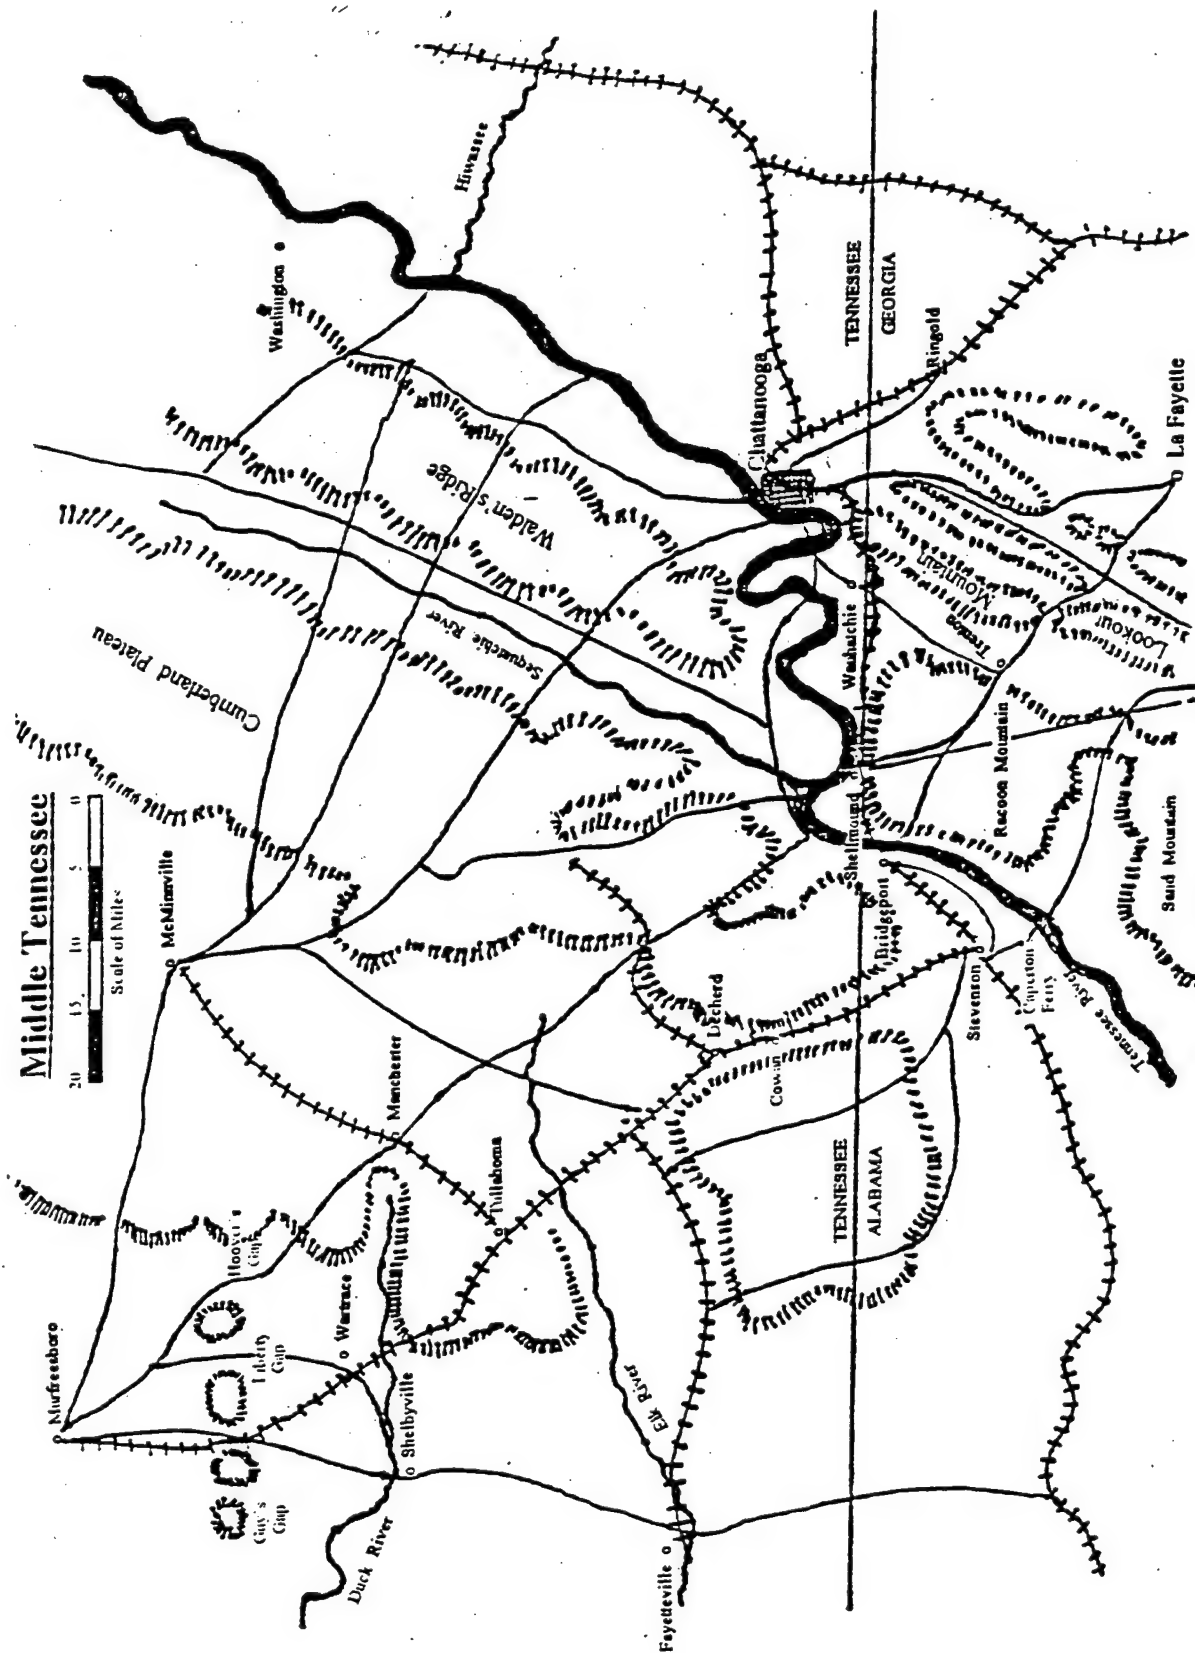 Middle Tennessee
20 15 10 5 0
Scale of Miles
Murfreesboro
McMinnville
Cumberland Plateau
Washington
Hiwassee
Hoover's
Gap
Liberty
Gap
Guy's
Gap
Wartrace
Manchester
Shelbyville
Duck River
Tullahoma
Sequatchie River
Walden's Ridge
Elk River
Fayetteville
Decherd
Cowan
Chattanooga
Shellmound
Wauhatchie
Bridgeport
TENNESSEE
ALABAMA
TENNESSEE
GEORGIA
Ringold
Stevenson
Caperton's
Ferry
Tennessee River
Racoon Mountain
Sand Mountain
Trenton
Lookout
Mountain
La Fayette